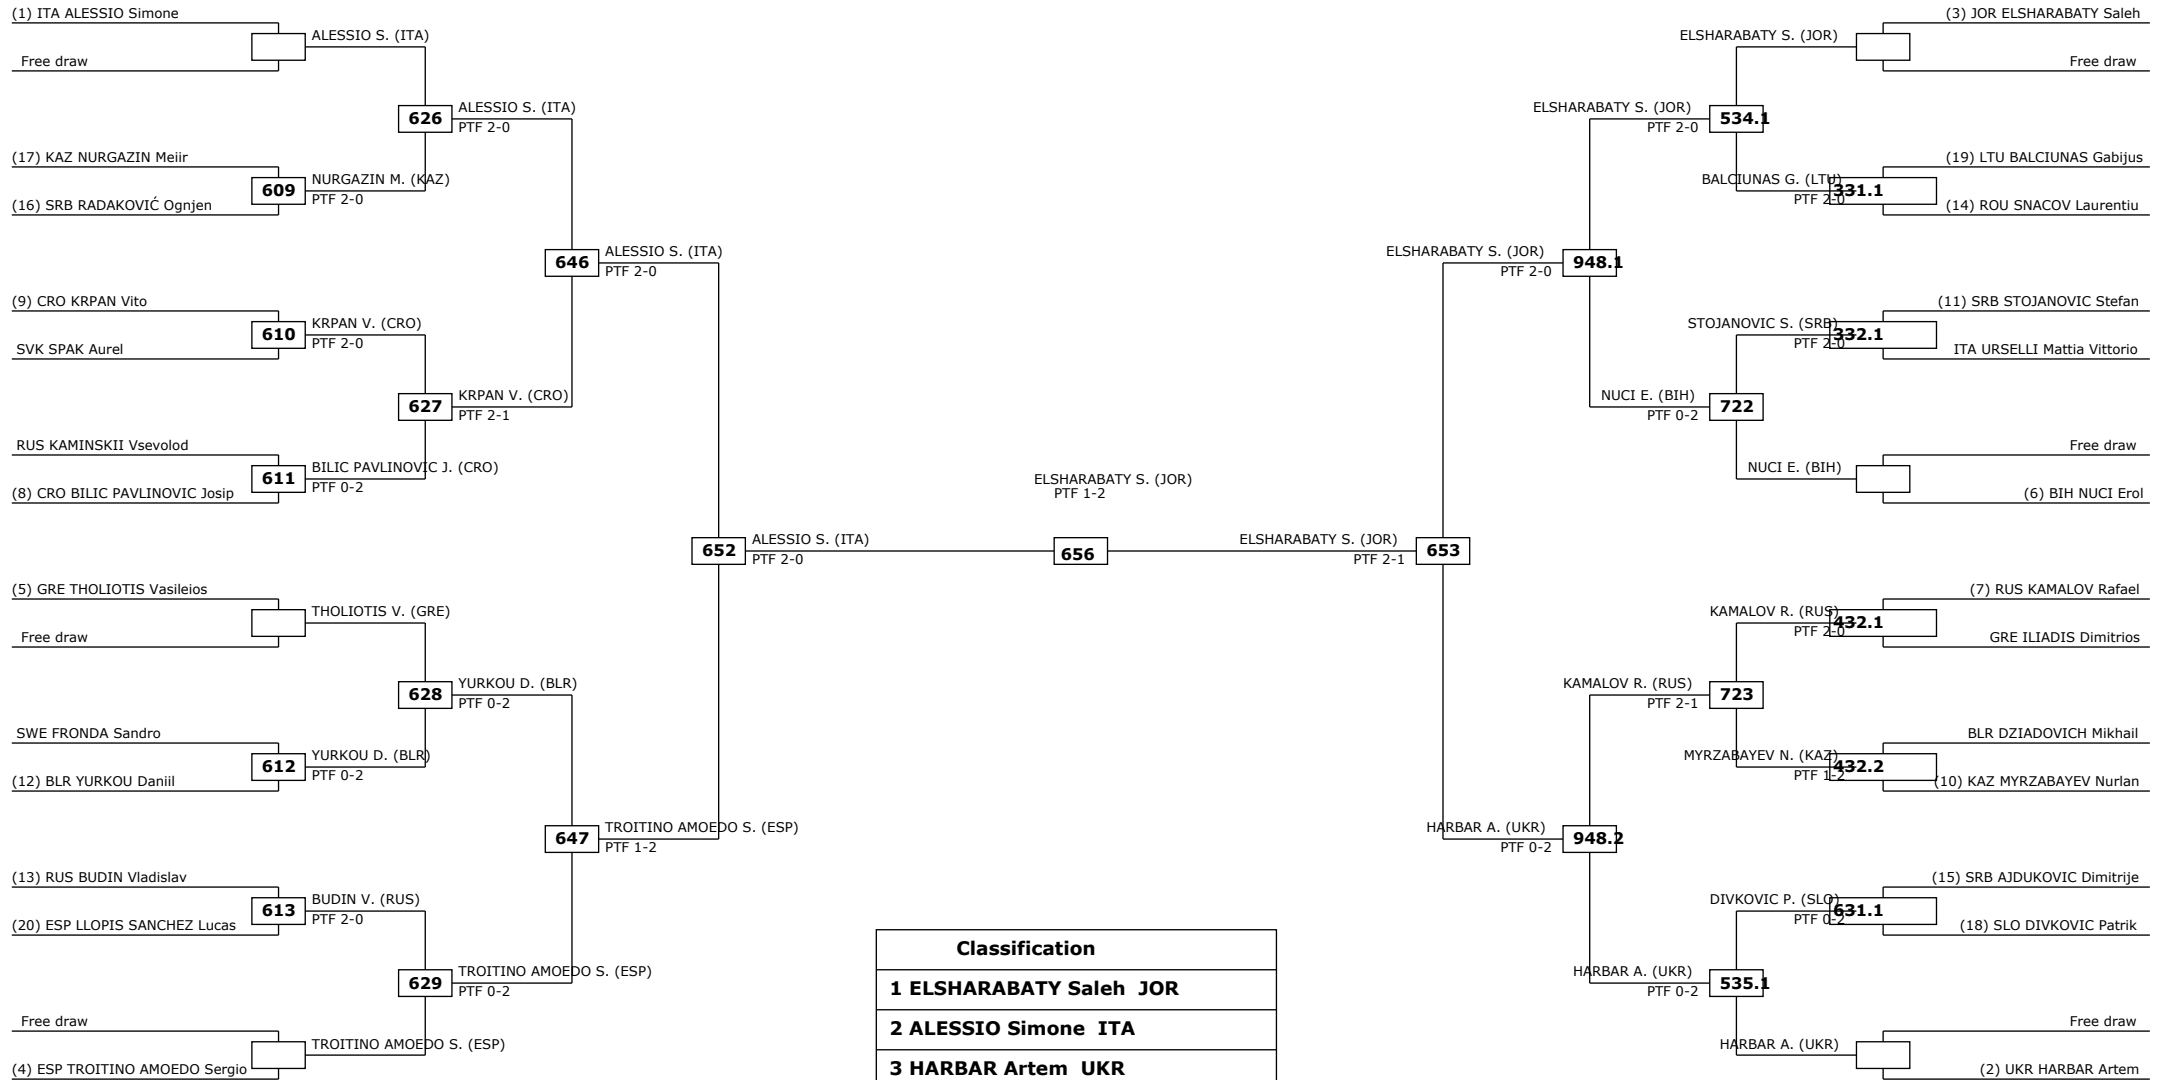 (1) ITA ALESSIO Simone
ALESSIO S. (ITA)
Free draw
ALESSIO S. (ITA)
626
PTF 2-0
(17) KAZ NURGAZIN Meiir
NURGAZIN M. (KAZ)
609
PTF 2-0
(16) SRB RADAKOVIĆ Ognjen
ALESSIO S. (ITA)
646
PTF 2-0
(9) CRO KRPAN Vito
KRPAN V. (CRO)
610
PTF 2-0
SVK SPAK Aurel
KRPAN V. (CRO)
627
PTF 2-1
RUS KAMINSKII Vsevolod
BILIC PAVLINOVIC J. (CRO)
611
PTF 0-2
(8) CRO BILIC PAVLINOVIC Josip
ALESSIO S. (ITA)
652
PTF 2-0
(5) GRE THOLIOTIS Vasileios
THOLIOTIS V. (GRE)
Free draw
YURKOU D. (BLR)
628
PTF 0-2
SWE FRONDA Sandro
YURKOU D. (BLR)
612
PTF 0-2
(12) BLR YURKOU Daniil
TROITINO AMOEDO S. (ESP)
647
PTF 1-2
(13) RUS BUDIN Vladislav
BUDIN V. (RUS)
613
PTF 2-0
(20) ESP LLOPIS SANCHEZ Lucas
TROITINO AMOEDO S. (ESP)
629
PTF 0-2
Free draw
TROITINO AMOEDO S. (ESP)
(4) ESP TROITINO AMOEDO Sergio
ELSHARABATY S. (JOR)
PTF 1-2
656
(3) JOR ELSHARABATY Saleh
ELSHARABATY S. (JOR)
Free draw
ELSHARABATY S. (JOR)
534.1
PTF 2-0
(19) LTU BALCIUNAS Gabijus
BALCIUNAS G. (LTU)
331.1
PTF 2-0
(14) ROU SNACOV Laurentiu
ELSHARABATY S. (JOR)
948.1
PTF 2-0
(11) SRB STOJANOVIC Stefan
STOJANOVIC S. (SRB)
332.1
PTF 2-0
ITA URSELLI Mattia Vittorio
NUCI E. (BIH)
722
PTF 0-2
Free draw
NUCI E. (BIH)
(6) BIH NUCI Erol
ELSHARABATY S. (JOR)
653
PTF 2-1
(7) RUS KAMALOV Rafael
KAMALOV R. (RUS)
432.1
PTF 2-0
GRE ILIADIS Dimitrios
KAMALOV R. (RUS)
723
PTF 2-1
BLR DZIADOVICH Mikhail
MYRZABAYEV N. (KAZ)
432.2
PTF 1-2
(10) KAZ MYRZABAYEV Nurlan
HARBAR A. (UKR)
948.2
PTF 0-2
(15) SRB AJDUKOVIC Dimitrije
DIVKOVIC P. (SLO)
631.1
PTF 0-2
(18) SLO DIVKOVIC Patrik
HARBAR A. (UKR)
535.1
PTF 0-2
Free draw
HARBAR A. (UKR)
(2) UKR HARBAR Artem
Classification
1 ELSHARABATY Saleh JOR
2 ALESSIO Simone ITA
3 HARBAR Artem UKR